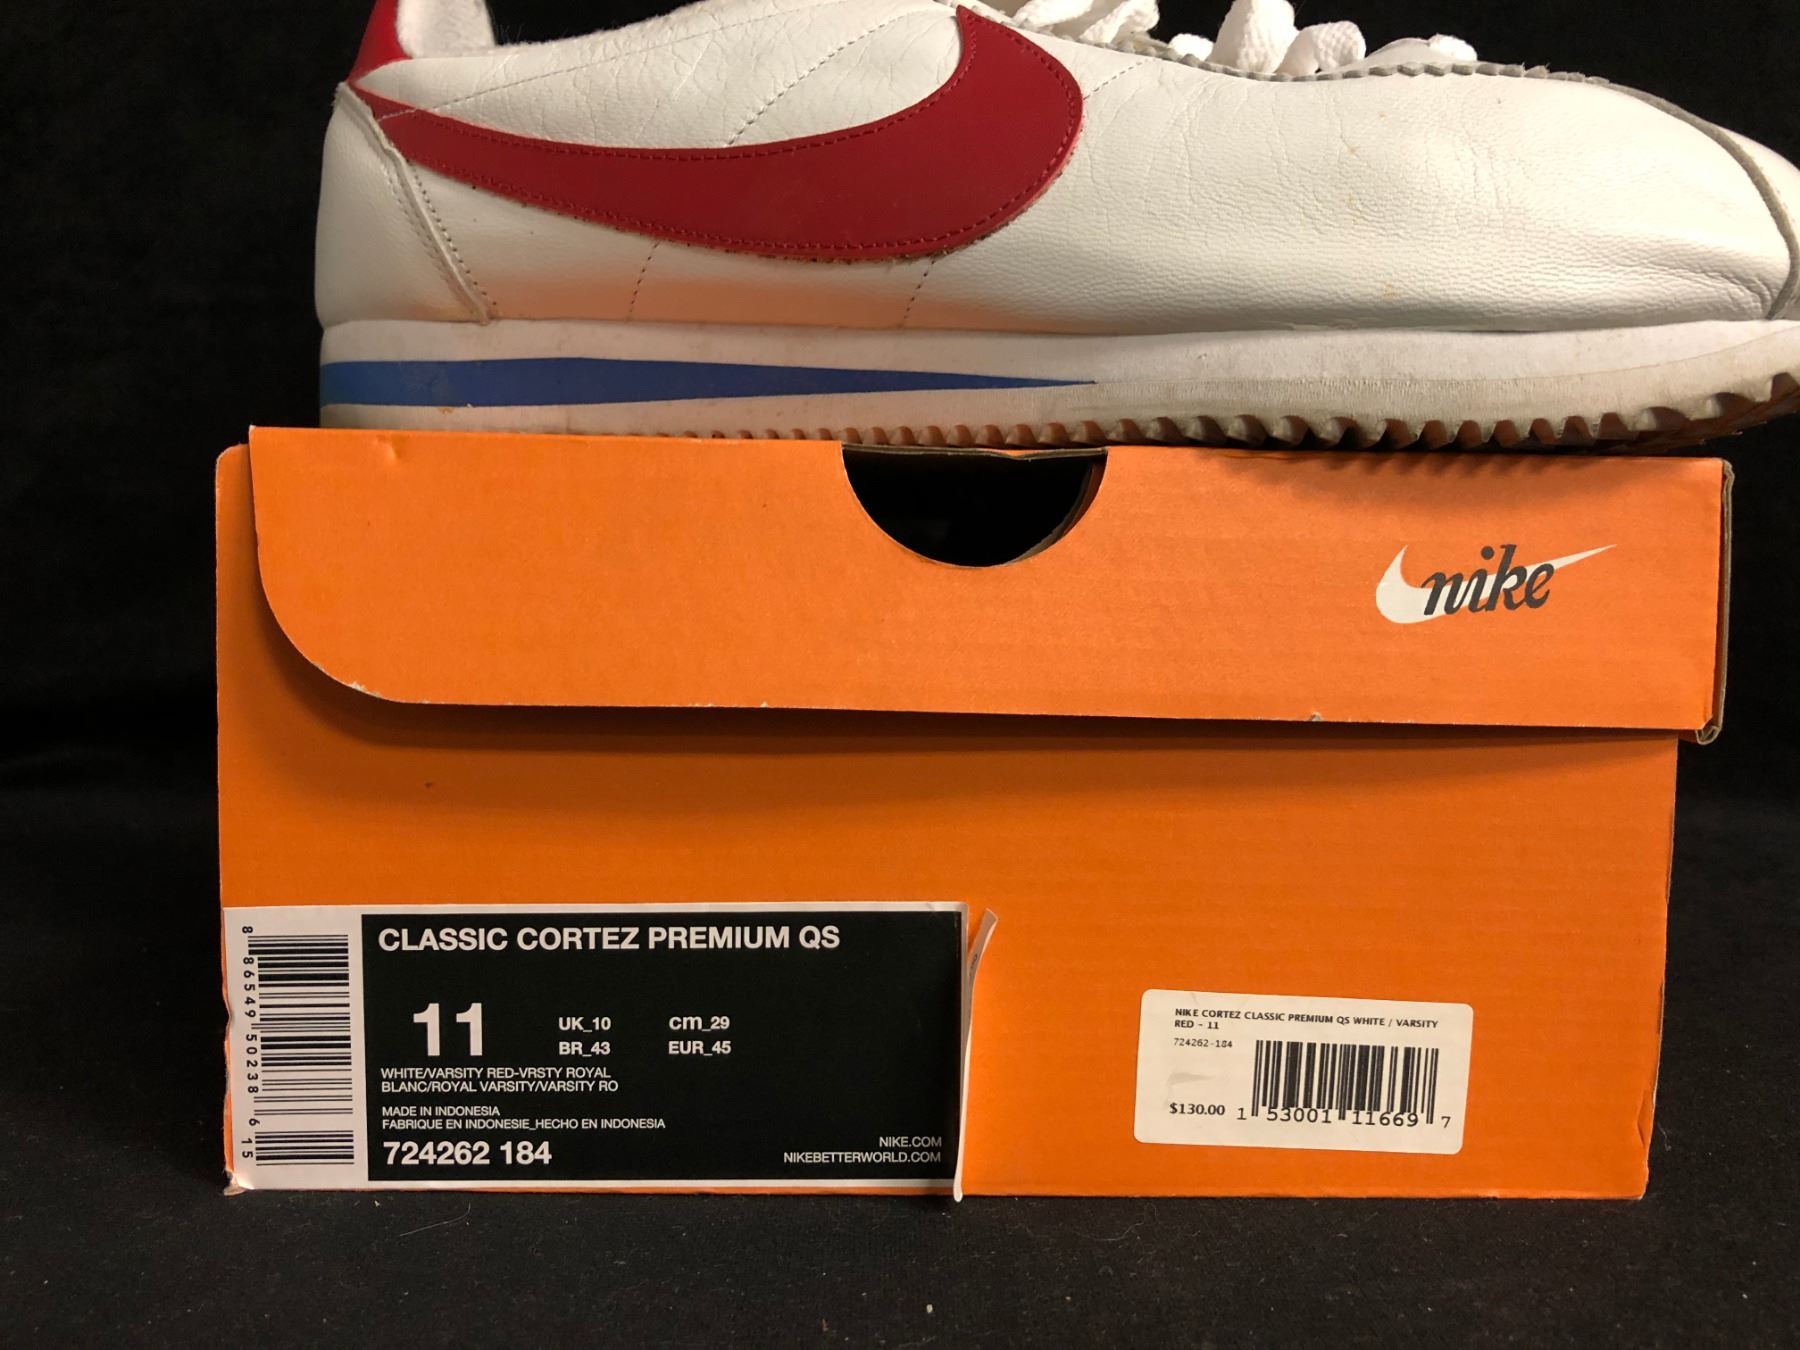 nike
CLASSIC CORTEZ PREMIUM QS
11
UK_10 cm_29
BR_43 EUR_45
WHITE/VARSITY RED-VRSTY ROYAL
BLANC/ROYAL VARSITY/VARSITY RO
MADE IN INDONESIA
FABRIQUE EN INDONESIE_HECHO EN INDONESIA
724262 184
NIKE.COM
NIKEBETTERWORLD.COM
8 86549 50238 6 15
NIKE CORTEZ CLASSIC PREMIUM QS WHITE / VARSITY
RED - 11
724262-184
$130.00 1 53001 11669 7